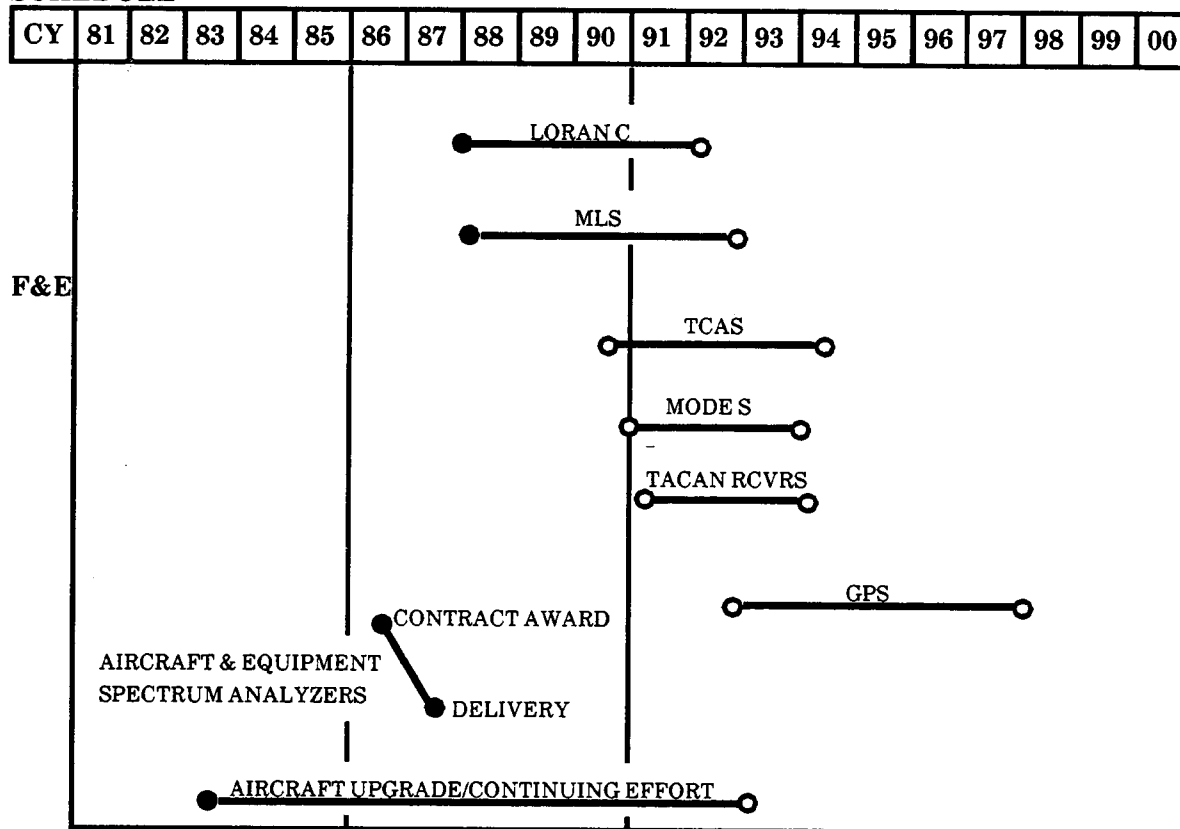 CY 81 82 83 84 85 86 87 88 89 90 91 92 93 94 95 96 97 98 99 00
LORAN C
MLS
F&E
TCAS
MODE S
TACAN RCVRS
GPS
CONTRACT AWARD
AIRCRAFT & EQUIPMENT
SPECTRUM ANALYZERS
DELIVERY
AIRCRAFT UPGRADE/CONTINUING EFFORT